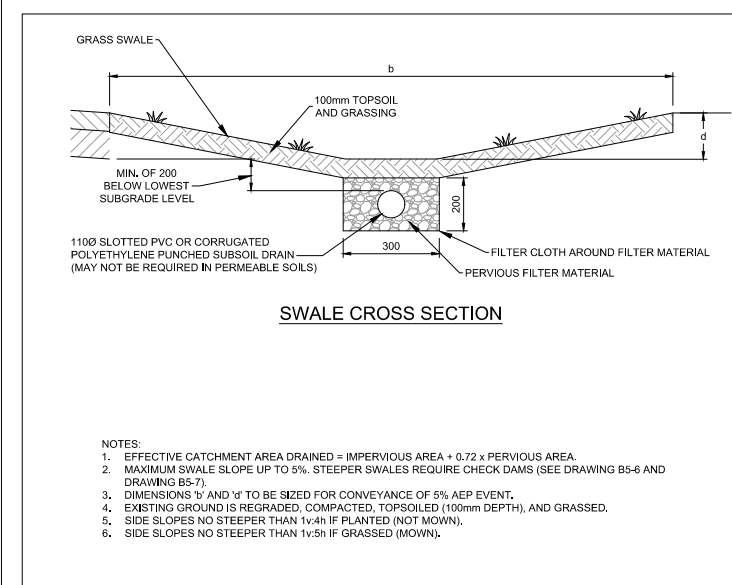 GRASS SWALE
b
100mm TOPSOIL
AND GRASSING
d
MIN. OF 200
BELOW LOWEST
SUBGRADE LEVEL
200
110Ø SLOTTED PVC OR CORRUGATED
POLYETHYLENE PUNCHED SUBSOIL DRAIN
(MAY NOT BE REQUIRED IN PERMEABLE SOILS)
300
FILTER CLOTH AROUND FILTER MATERIAL
PERVIOUS FILTER MATERIAL
SWALE CROSS SECTION
NOTES:
1. EFFECTIVE CATCHMENT AREA DRAINED = IMPERVIOUS AREA + 0.72 x PERVIOUS AREA.
2. MAXIMUM SWALE SLOPE UP TO 5%. STEEPER SWALES REQUIRE CHECK DAMS (SEE DRAWING B5-6 AND
DRAWING B5-7).
3. DIMENSIONS 'b' AND 'd' TO BE SIZED FOR CONVEYANCE OF 5% AEP EVENT.
4. EXISTING GROUND IS REGRADED, COMPACTED, TOPSOILED (100mm DEPTH), AND GRASSED.
5. SIDE SLOPES NO STEEPER THAN 1v:4h IF PLANTED (NOT MOWN).
6. SIDE SLOPES NO STEEPER THAN 1v:5h IF GRASSED (MOWN).